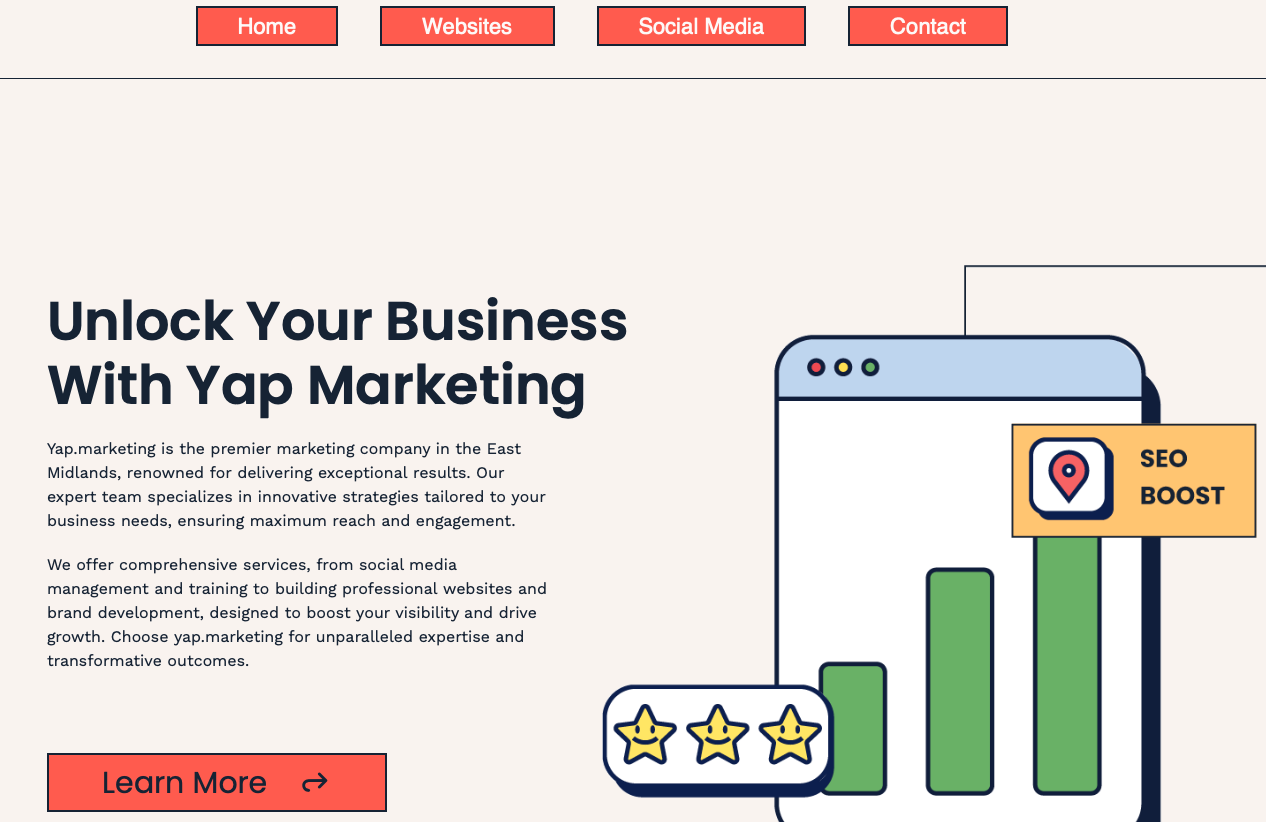 Home
Websites
Social Media
Contact
Unlock Your Business
With Yap Marketing
Yap.marketing is the premier marketing company in the East
Midlands, renowned for delivering exceptional results. Our
expert team specializes in innovative strategies tailored to your
business needs, ensuring maximum reach and engagement.
We offer comprehensive services, from social media
management and training to building professional websites and
brand development, designed to boost your visibility and drive
growth. Choose yap.marketing for unparalleled expertise and
transformative outcomes.
Learn More
SEO
BOOST